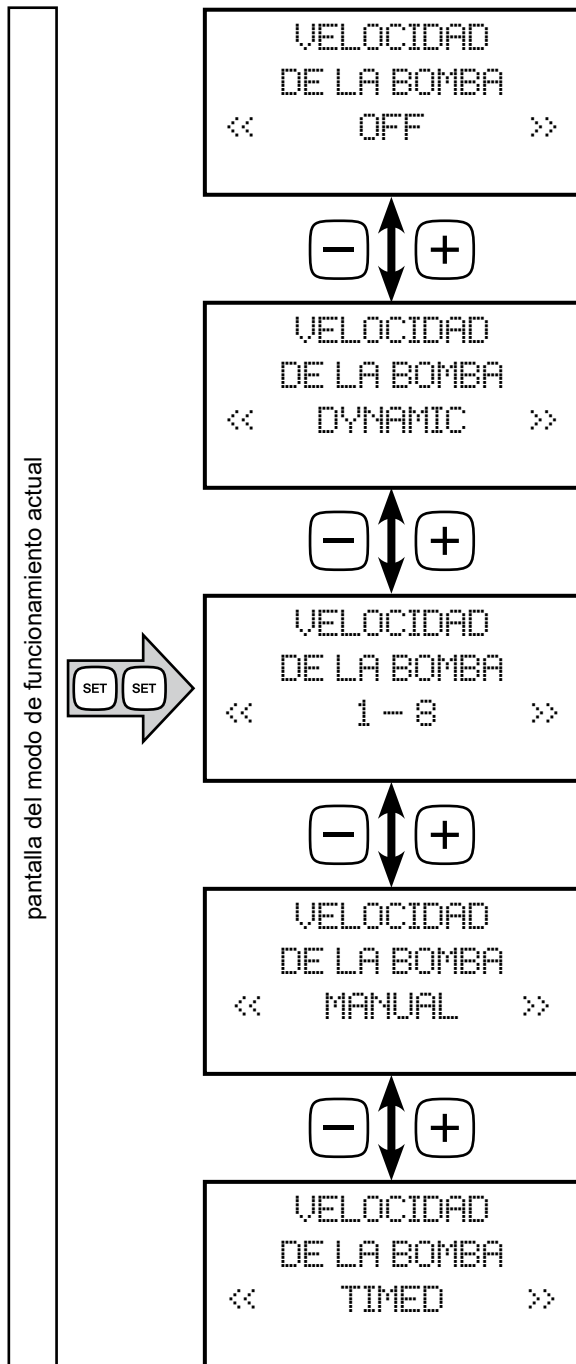 pantalla del modo de funcionamiento actual
VELOCIDAD
DE LA BOMBA
<< OFF >>
− +
VELOCIDAD
DE LA BOMBA
<< DYNAMIC >>
− +
SET SET
VELOCIDAD
DE LA BOMBA
<< 1 - 8 >>
− +
VELOCIDAD
DE LA BOMBA
<< MANUAL >>
− +
VELOCIDAD
DE LA BOMBA
<< TIMED >>